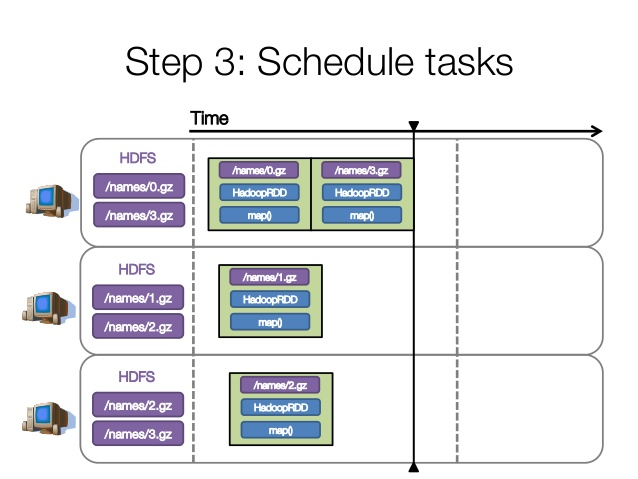 Step 3: Schedule tasks
Time
HDFS
/names/0.gz
/names/3.gz
/names/0.gz
HadoopRDD
map()
/names/3.gz
HadoopRDD
map()
HDFS
/names/1.gz
/names/2.gz
/names/1.gz
HadoopRDD
map()
HDFS
/names/2.gz
/names/3.gz
/names/2.gz
HadoopRDD
map()